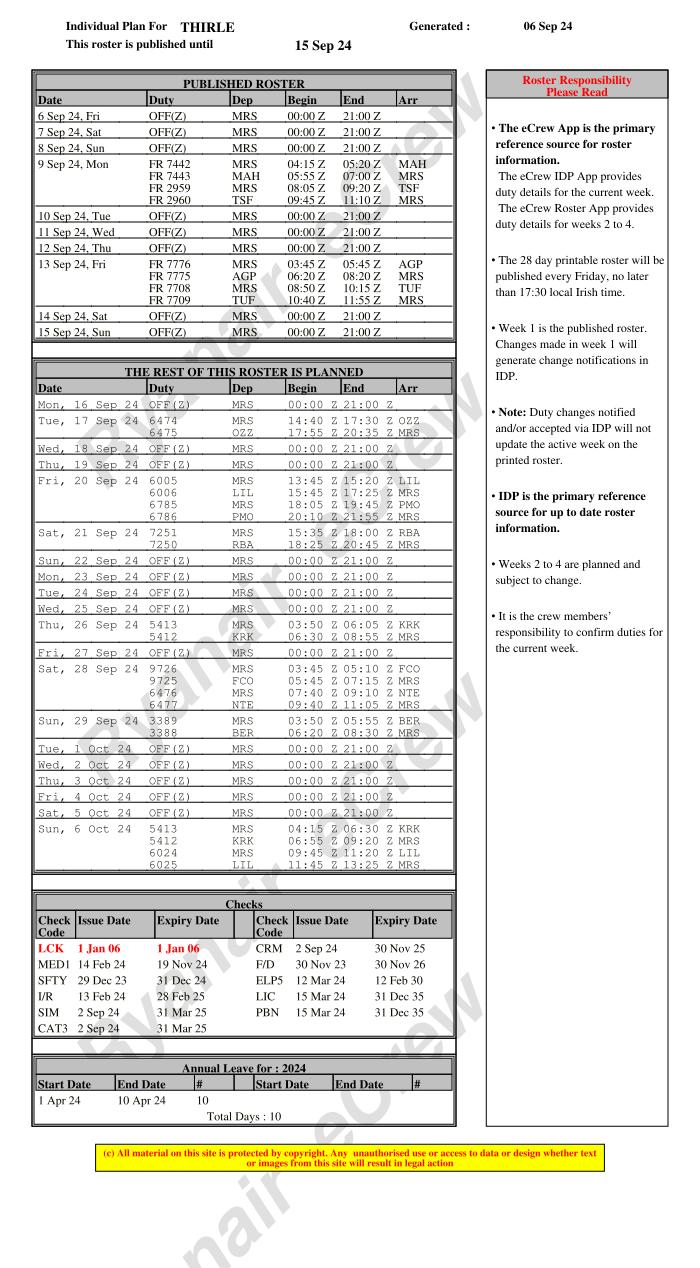 Individual Plan For THIRLE Generated : 06 Sep 24
This roster is published until 15 Sep 24
PUBLISHED ROSTER
Date Duty Dep Begin End Arr
6 Sep 24, Fri OFF(Z) MRS 00:00 Z 21:00 Z
7 Sep 24, Sat OFF(Z) MRS 00:00 Z 21:00 Z
8 Sep 24, Sun OFF(Z) MRS 00:00 Z 21:00 Z
9 Sep 24, Mon FR 7442 MRS 04:15 Z 05:20 Z MAH
FR 7443 MAH 05:55 Z 07:00 Z MRS
FR 2959 MRS 08:05 Z 09:20 Z TSF
FR 2960 TSF 09:45 Z 11:10 Z MRS
10 Sep 24, Tue OFF(Z) MRS 00:00 Z 21:00 Z
11 Sep 24, Wed OFF(Z) MRS 00:00 Z 21:00 Z
12 Sep 24, Thu OFF(Z) MRS 00:00 Z 21:00 Z
13 Sep 24, Fri FR 7776 MRS 03:45 Z 05:45 Z AGP
FR 7775 AGP 06:20 Z 08:20 Z MRS
FR 7708 MRS 08:50 Z 10:15 Z TUF
FR 7709 TUF 10:40 Z 11:55 Z MRS
14 Sep 24, Sat OFF(Z) MRS 00:00 Z 21:00 Z
15 Sep 24, Sun OFF(Z) MRS 00:00 Z 21:00 Z
THE REST OF THIS ROSTER IS PLANNED
Date Duty Dep Begin End Arr
Mon, 16 Sep 24 OFF(Z) MRS 00:00 Z 21:00 Z
Tue, 17 Sep 24 6474 MRS 14:40 Z 17:30 Z OZZ
6475 OZZ 17:55 Z 20:35 Z MRS
Wed, 18 Sep 24 OFF(Z) MRS 00:00 Z 21:00 Z
Thu, 19 Sep 24 OFF(Z) MRS 00:00 Z 21:00 Z
Fri, 20 Sep 24 6005 MRS 13:45 Z 15:20 Z LIL
6006 LIL 15:45 Z 17:25 Z MRS
6785 MRS 18:05 Z 19:45 Z PMO
6786 PMO 20:10 Z 21:55 Z MRS
Sat, 21 Sep 24 7251 MRS 15:35 Z 18:00 Z RBA
7250 RBA 18:25 Z 20:45 Z MRS
Sun, 22 Sep 24 OFF(Z) MRS 00:00 Z 21:00 Z
Mon, 23 Sep 24 OFF(Z) MRS 00:00 Z 21:00 Z
Tue, 24 Sep 24 OFF(Z) MRS 00:00 Z 21:00 Z
Wed, 25 Sep 24 OFF(Z) MRS 00:00 Z 21:00 Z
Thu, 26 Sep 24 5413 MRS 03:50 Z 06:05 Z KRK
5412 KRK 06:30 Z 08:55 Z MRS
Fri, 27 Sep 24 OFF(Z) MRS 00:00 Z 21:00 Z
Sat, 28 Sep 24 9726 MRS 03:45 Z 05:10 Z FCO
9725 FCO 05:45 Z 07:15 Z MRS
6476 MRS 07:40 Z 09:10 Z NTE
6477 NTE 09:40 Z 11:05 Z MRS
Sun, 29 Sep 24 3389 MRS 03:50 Z 05:55 Z BER
3388 BER 06:20 Z 08:30 Z MRS
Tue, 1 Oct 24 OFF(Z) MRS 00:00 Z 21:00 Z
Wed, 2 Oct 24 OFF(Z) MRS 00:00 Z 21:00 Z
Thu, 3 Oct 24 OFF(Z) MRS 00:00 Z 21:00 Z
Fri, 4 Oct 24 OFF(Z) MRS 00:00 Z 21:00 Z
Sat, 5 Oct 24 OFF(Z) MRS 00:00 Z 21:00 Z
Sun, 6 Oct 24 5413 MRS 04:15 Z 06:30 Z KRK
5412 KRK 06:55 Z 09:20 Z MRS
6024 MRS 09:45 Z 11:20 Z LIL
6025 LIL 11:45 Z 13:25 Z MRS
Checks
Check Code Issue Date Expiry Date Check Code Issue Date Expiry Date
LCK 1 Jan 06 1 Jan 06 CRM 2 Sep 24 30 Nov 25
MED1 14 Feb 24 19 Nov 24 F/D 30 Nov 23 30 Nov 26
SFTY 29 Dec 23 31 Dec 24 ELP5 12 Mar 24 12 Feb 30
I/R 13 Feb 24 28 Feb 25 LIC 15 Mar 24 31 Dec 35
SIM 2 Sep 24 31 Mar 25 PBN 15 Mar 24 31 Dec 35
CAT3 2 Sep 24 31 Mar 25
Annual Leave for : 2024
Start Date End Date # Start Date End Date #
1 Apr 24 10 Apr 24 10
Total Days : 10
Roster Responsibility
Please Read
• The eCrew App is the primary
reference source for roster
information.
The eCrew IDP App provides
duty details for the current week.
The eCrew Roster App provides
duty details for weeks 2 to 4.
• The 28 day printable roster will be
published every Friday, no later
than 17:30 local Irish time.
• Week 1 is the published roster.
Changes made in week 1 will
generate change notifications in
IDP.
• Note: Duty changes notified
and/or accepted via IDP will not
update the active week on the
printed roster.
• IDP is the primary reference
source for up to date roster
information.
• Weeks 2 to 4 are planned and
subject to change.
• It is the crew members'
responsibility to confirm duties for
the current week.
(c) All material on this site is protected by copyright. Any unauthorised use or access to data or design whether text
or images from this site will result in legal action
Ryanair eCrew
Ryanair eCrew
Ryanair eCrew
Ryanair eCrew